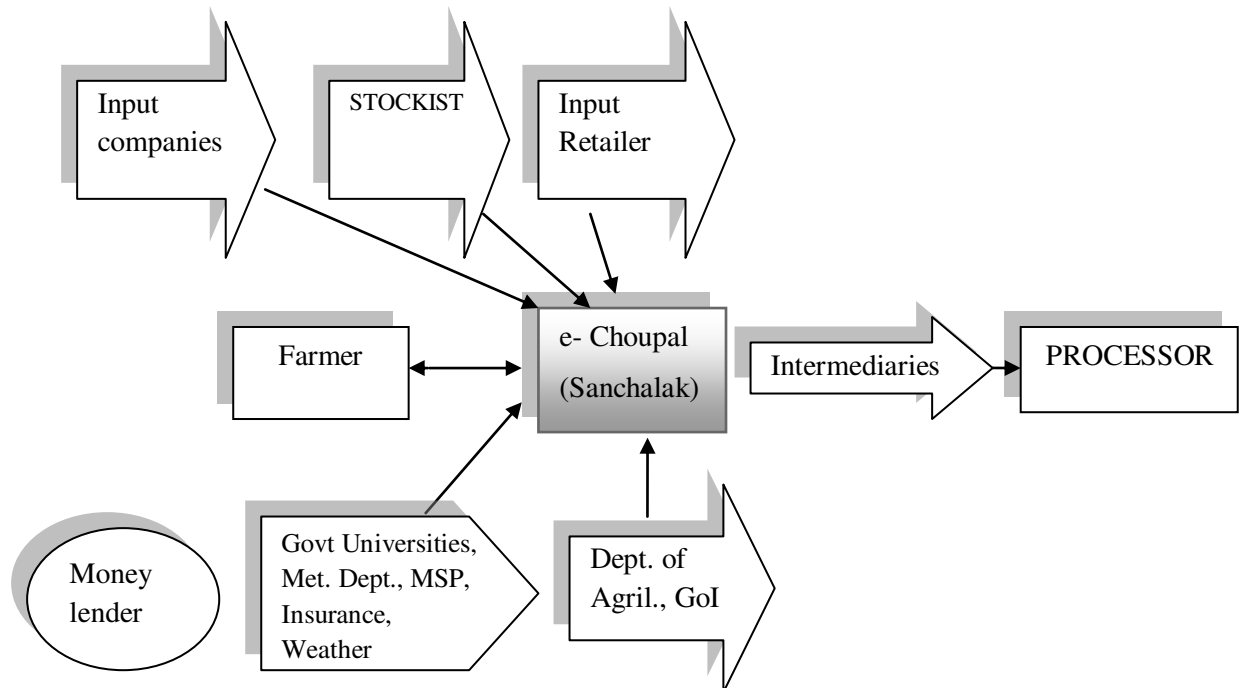 Input
companies
STOCKIST
Input
Retailer
Farmer
e- Choupal
(Sanchalak)
Intermediaries
PROCESSOR
Money
lender
Govt Universities,
Met. Dept., MSP,
Insurance,
Weather
Dept. of
Agril., GoI